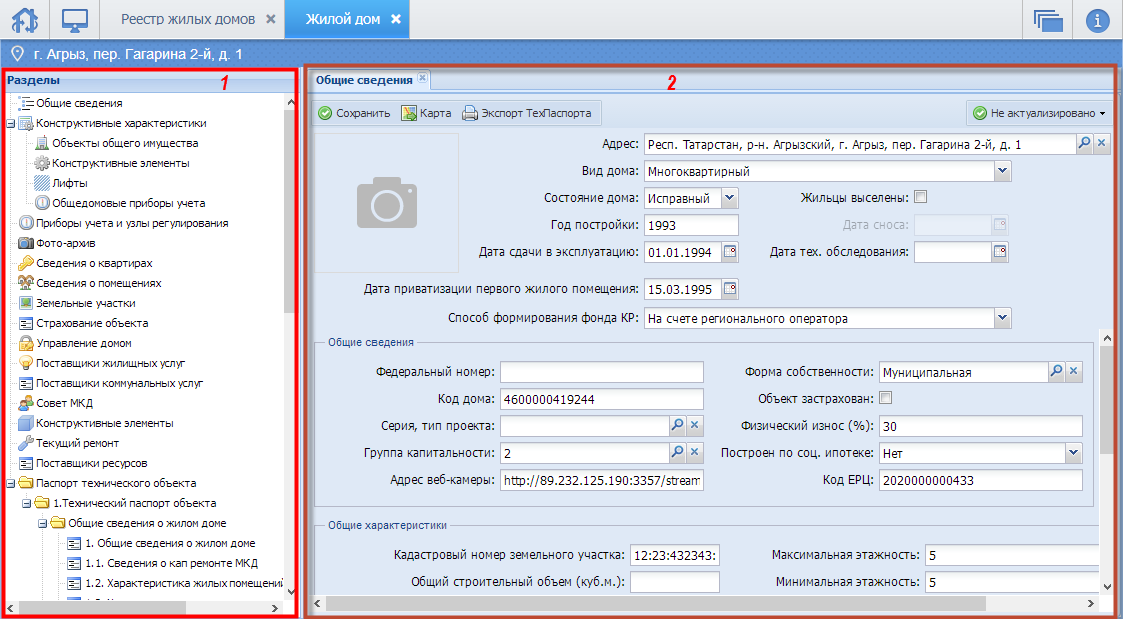 Реестр жилых домов
Жилой дом
г. Агрыз, пер. Гагарина 2-й, д. 1
Разделы
1
Общие сведения
Конструктивные характеристики
Объекты общего имущества
Конструктивные элементы
Лифты
Общедомовые приборы учета
Приборы учета и узлы регулирования
Фото-архив
Сведения о квартирах
Сведения о помещениях
Земельные участки
Страхование объекта
Управление домом
Поставщики жилищных услуг
Поставщики коммунальных услуг
Совет МКД
Конструктивные элементы
Текущий ремонт
Поставщики ресурсов
Паспорт технического объекта
1.Технический паспорт объекта
Общие сведения о жилом доме
1. Общие сведения о жилом доме
1.1. Сведения о кап ремонте МКД
1.2. Характеристика жилых помещений
Общие сведения
2
Сохранить Карта Экспорт ТехПаспорта Не актуализировано
Адрес: Респ. Татарстан, р-н. Агрызский, г. Агрыз, пер. Гагарина 2-й, д. 1
Вид дома: Многоквартирный
Состояние дома: Исправный Жильцы выселены:
Год постройки: 1993 Дата сноса:
Дата сдачи в эксплуатацию: 01.01.1994 Дата тех. обследования:
Дата приватизации первого жилого помещения: 15.03.1995
Способ формирования фонда КР: На счете регионального оператора
Общие сведения
Федеральный номер: Форма собственности: Муниципальная
Код дома: 4600000419244 Объект застрахован:
Серия, тип проекта: Физический износ (%): 30
Группа капитальности: 2 Построен по соц. ипотеке: Нет
Адрес веб-камеры: http://89.232.125.190:3357/stream Код ЕРЦ: 2020000000433
Общие характеристики
Кадастровый номер земельного участка: 12:23:432343: Максимальная этажность: 5
Общий строительный объем (куб.м.): Минимальная этажность: 5